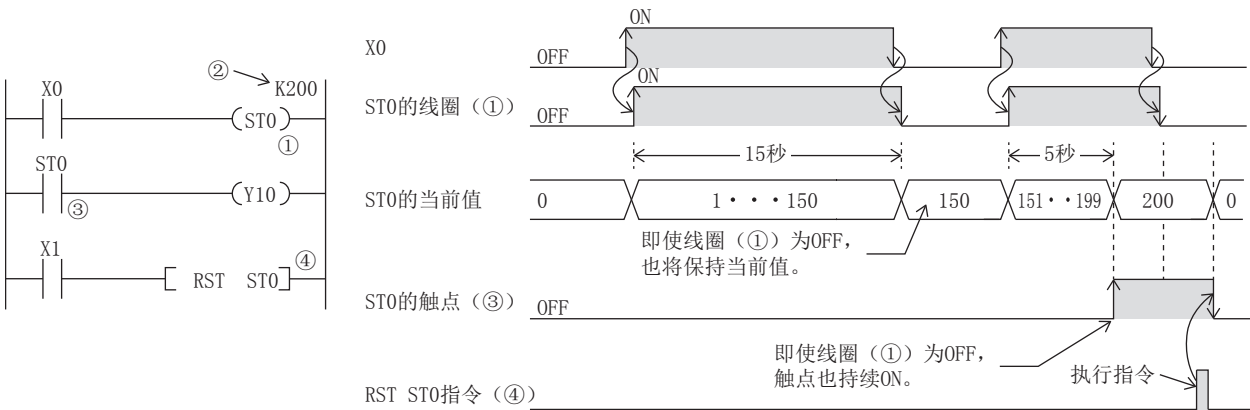 ②
K200
X0
ST0
①
ST0
③
Y10
X1
RST ST0
④
X0
OFF
ON
ST0的线圈（①）
OFF
ON
15秒
5秒
ST0的当前值
0
1・・・150
150
151・・199
200
0
即使线圈（①）为OFF，
也将保持当前值。
ST0的触点（③）
OFF
即使线圈（①）为OFF，
触点也持续ON。
执行指令
RST ST0指令（④）